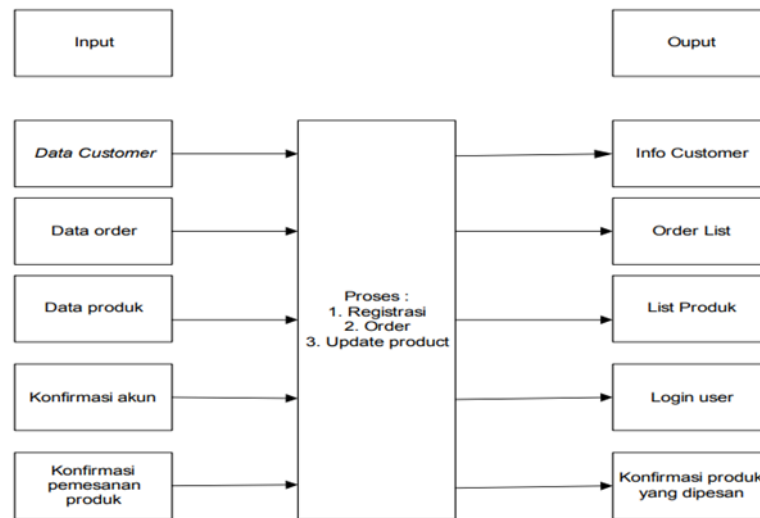 Input
Ouput
Data Customer
Info Customer
Data order
Order List
Data produk
Proses :
1. Registrasi
2. Order
3. Update product
List Produk
Konfirmasi akun
Login user
Konfirmasi
pemesanan
produk
Konfirmasi produk
yang dipesan